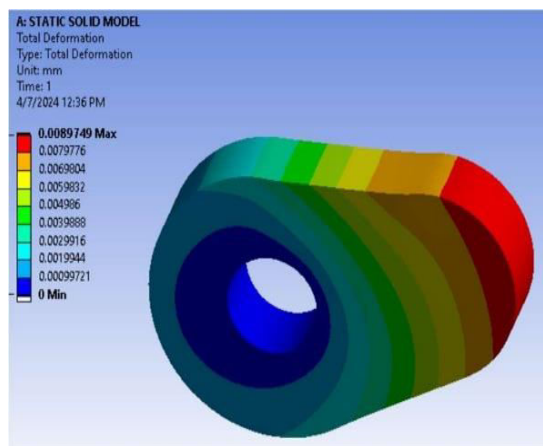 A: STATIC SOLID MODEL
Total Deformation
Type: Total Deformation
Unit: mm
Time: 1
4/7/2024 12:36 PM
0.0089749 Max
0.0079776
0.0069804
0.0059832
0.004986
0.0039888
0.0029916
0.0019944
0.00099721
0 Min